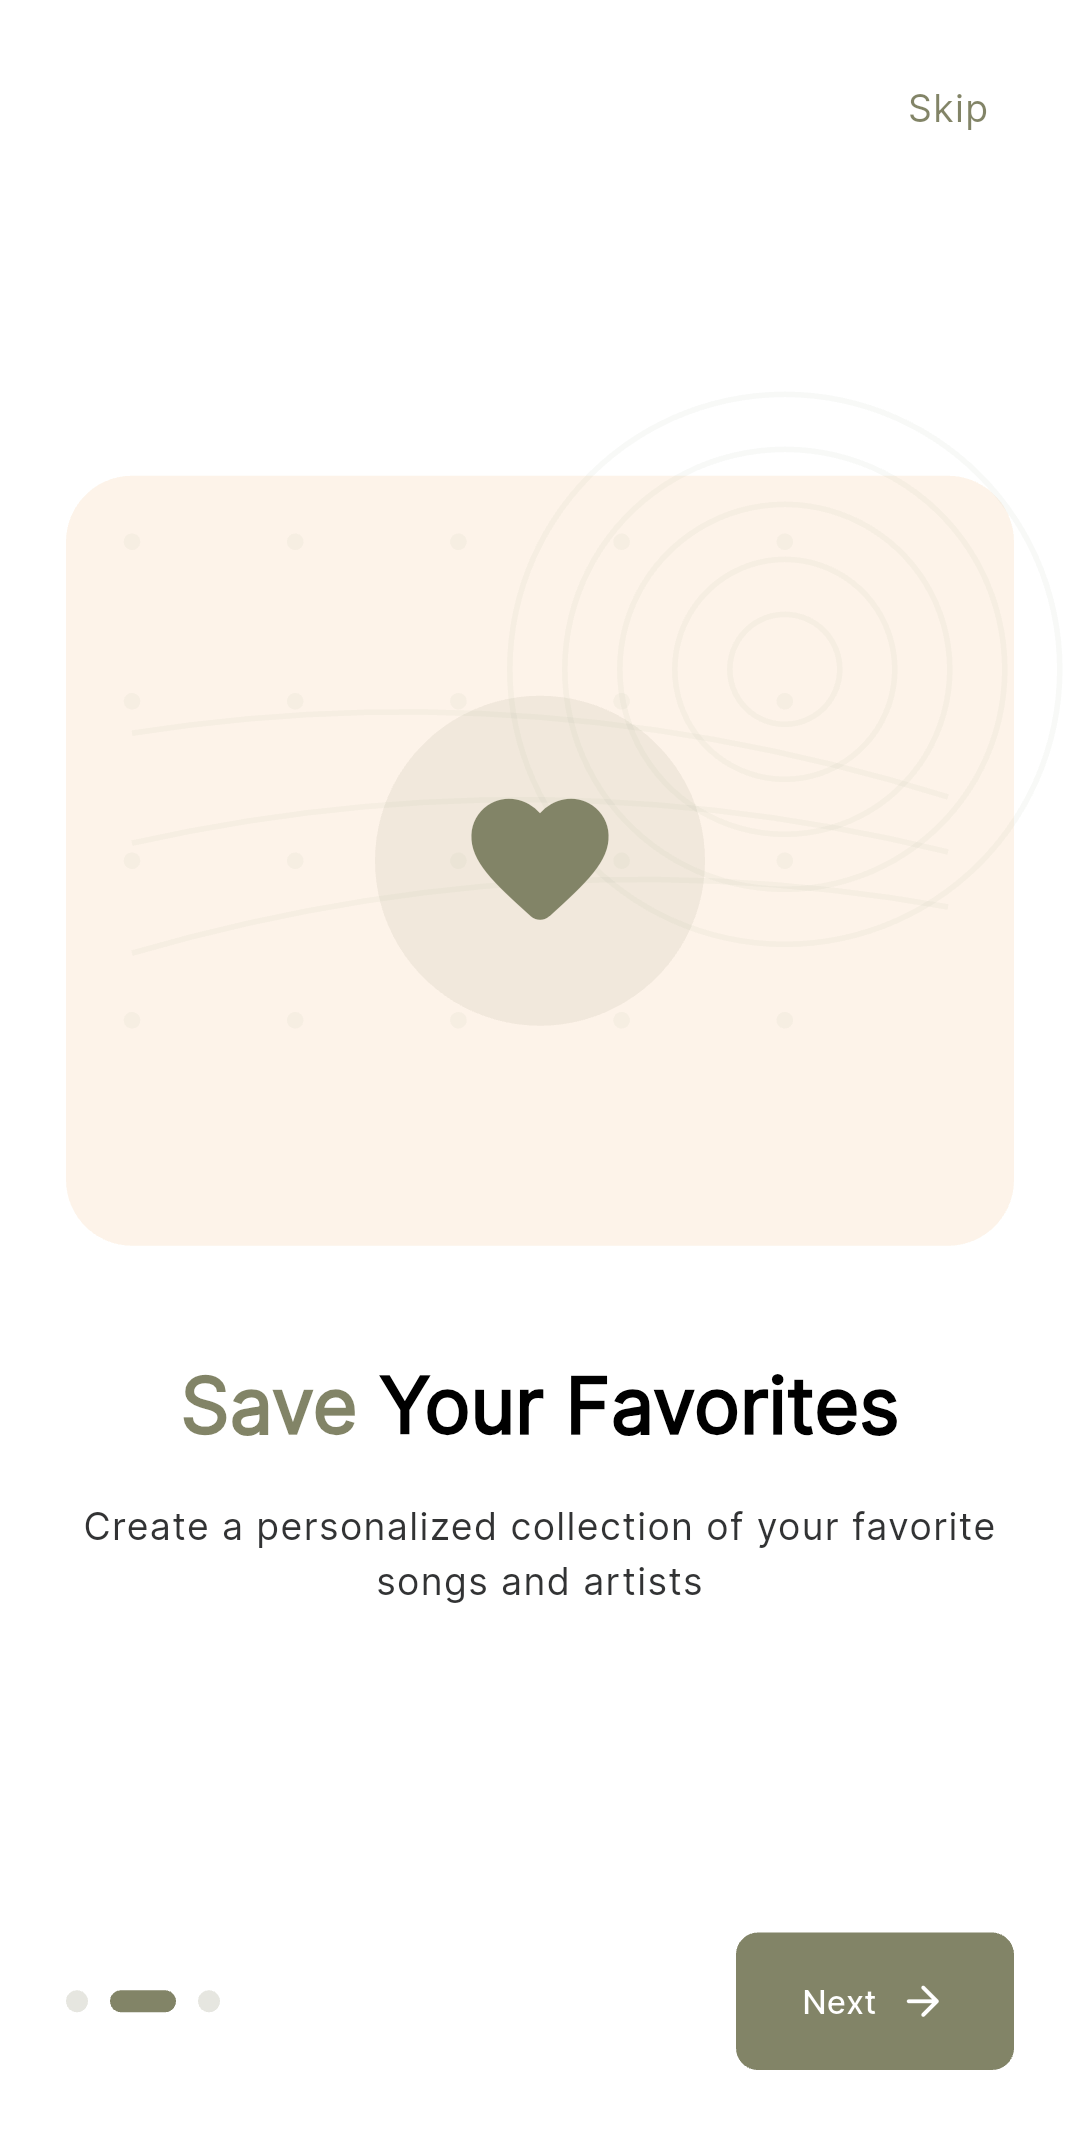 Skip
Save Your Favorites
Create a personalized collection of your favorite
songs and artists
Next